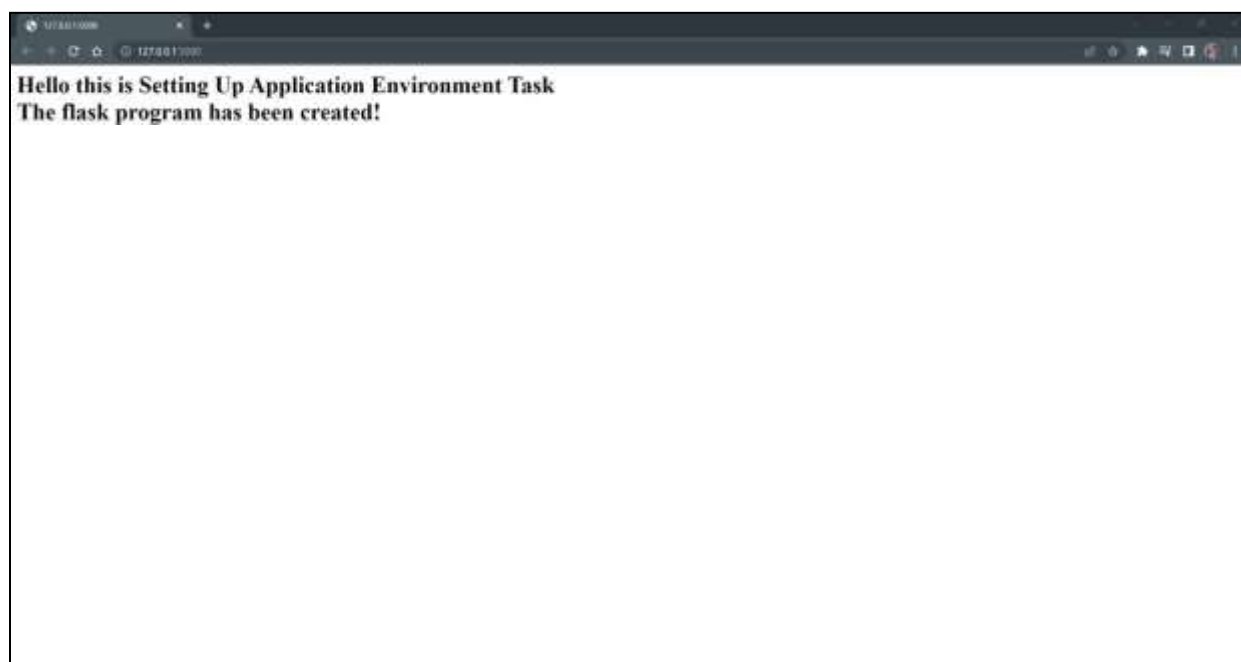 Hello this is Setting Up Application Environment Task
The flask program has been created!